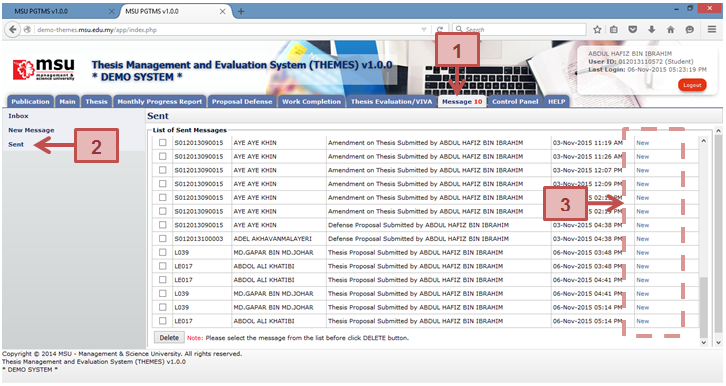 MSU PGTMS v1.0.0
MSU PGTMS v1.0.0
demo-themes.msu.edu.my/app/index.php
Search
1
msu
management & science university
Thesis Management and Evaluation System (THEMES) v1.0.0
* DEMO SYSTEM *
ABDUL HAFIZ BIN IBRAHIM
User ID: 012013110572 (Student)
Last Login: 06-Nov-2015 05:23:19 PM
Logout
Publication Main Thesis Monthly Progress Report Proposal Defense Work Completion Thesis Evaluation/VIVA Message 10 Control Panel HELP
Inbox
New Message
Sent
2
Sent
List of Sent Messages
S012013090015 AYE AYE KHIN Amendment on Thesis Submitted by ABDUL HAFIZ BIN IBRAHIM 03-Nov-2015 11:19 AM New
S012013090015 AYE AYE KHIN Amendment on Thesis Submitted by ABDUL HAFIZ BIN IBRAHIM 03-Nov-2015 11:26 AM New
S012013090015 AYE AYE KHIN Amendment on Thesis Submitted by ABDUL HAFIZ BIN IBRAHIM 03-Nov-2015 12:07 PM New
S012013090015 AYE AYE KHIN Amendment on Thesis Submitted by ABDUL HAFIZ BIN IBRAHIM 03-Nov-2015 12:09 PM New
S012013090015 AYE AYE KHIN Amendment on Thesis Submitted by ABDUL HAFIZ BIN IBRAHIM PM New
3
S012013090015 AYE AYE KHIN Amendment on Thesis Submitted by ABDUL HAFIZ BIN IBRAHIM PM New
S012013090015 AYE AYE KHIN Defense Proposal Submitted by ABDUL HAFIZ BIN IBRAHIM 03-Nov-2015 04:38 PM New
S012013100003 ADEL AKHAVANMALAYERI Defense Proposal Submitted by ABDUL HAFIZ BIN IBRAHIM 03-Nov-2015 04:38 PM New
L039 MD.GAPAR BIN MD.JOHAR Thesis Proposal Submitted by ABDUL HAFIZ BIN IBRAHIM 06-Nov-2015 03:48 PM New
LE017 ABDOL ALI KHATIBI Thesis Proposal Submitted by ABDUL HAFIZ BIN IBRAHIM 06-Nov-2015 03:48 PM New
LE017 ABDOL ALI KHATIBI Thesis Proposal Submitted by ABDUL HAFIZ BIN IBRAHIM 06-Nov-2015 04:41 PM New
L039 MD.GAPAR BIN MD.JOHAR Thesis Proposal Submitted by ABDUL HAFIZ BIN IBRAHIM 06-Nov-2015 04:41 PM New
L039 MD.GAPAR BIN MD.JOHAR Thesis Proposal Submitted by ABDUL HAFIZ BIN IBRAHIM 06-Nov-2015 05:14 PM New
LE017 ABDOL ALI KHATIBI Thesis Proposal Submitted by ABDUL HAFIZ BIN IBRAHIM 06-Nov-2015 05:14 PM New
Delete Note: Please select the message from the list before click DELETE button.
Copyright © 2014 MSU - Management & Science University. All rights reserved.
Thesis Management and Evaluation System (THEMES) v1.0.0
* DEMO SYSTEM *